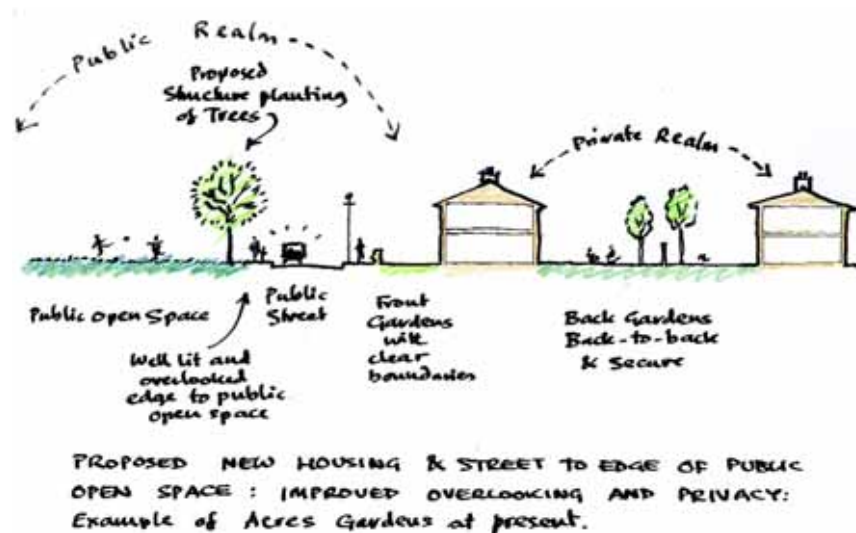 Public Realm
Proposed
Structure planting
of Trees
Private Realm
Public Open Space
Public
Street
Front
Gardens
with
clear
boundaries
Back Gardens
Back-to-back
& Secure
Well lit and
overlooked
edge to public
open space
PROPOSED NEW HOUSING & STREET TO EDGE OF PUBLIC
OPEN SPACE : IMPROVED OVERLOOKING AND PRIVACY:
Example of Acres Gardens at present.